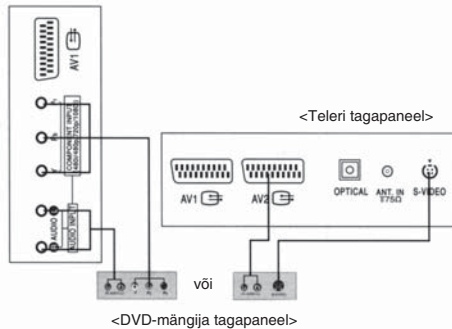 AV1
COMPONENT INPUT
(480i/480p/720p/1080i)
AUDIO
AUDIO INPUT
<Teleri tagapaneel>
AV1
AV2
OPTICAL
ANT. IN
75Ω
S-VIDEO
või
<DVD-mängija tagapaneel>